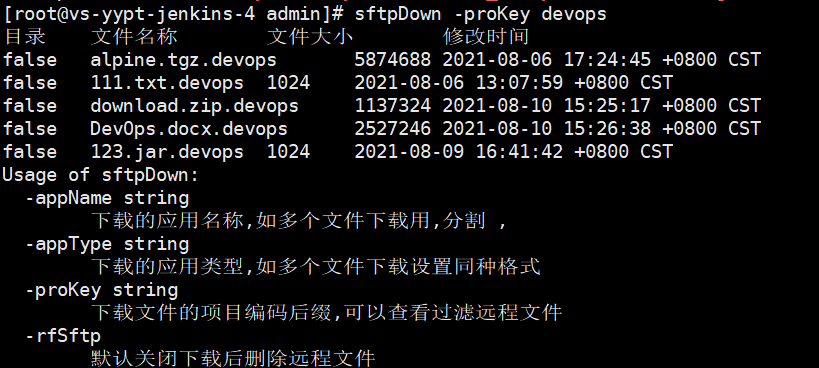 [root@vs-yypt-jenkins-4 admin]# sftpDown -proKey devops
目录 文件名称 文件大小 修改时间
false alpine.tgz.devops 5874688 2021-08-06 17:24:45 +0800 CST
false 111.txt.devops 1024 2021-08-06 13:07:59 +0800 CST
false download.zip.devops 1137324 2021-08-10 15:25:17 +0800 CST
false DevOps.docx.devops 2527246 2021-08-10 15:26:38 +0800 CST
false 123.jar.devops 1024 2021-08-09 16:41:42 +0800 CST
Usage of sftpDown:
-appName string
下载的应用名称,如多个文件下载用,分割 ,
-appType string
下载的应用类型,如多个文件下载设置同种格式
-proKey string
下载文件的项目编码后缀,可以查看过滤远程文件
-rfSftp
默认关闭下载后删除远程文件